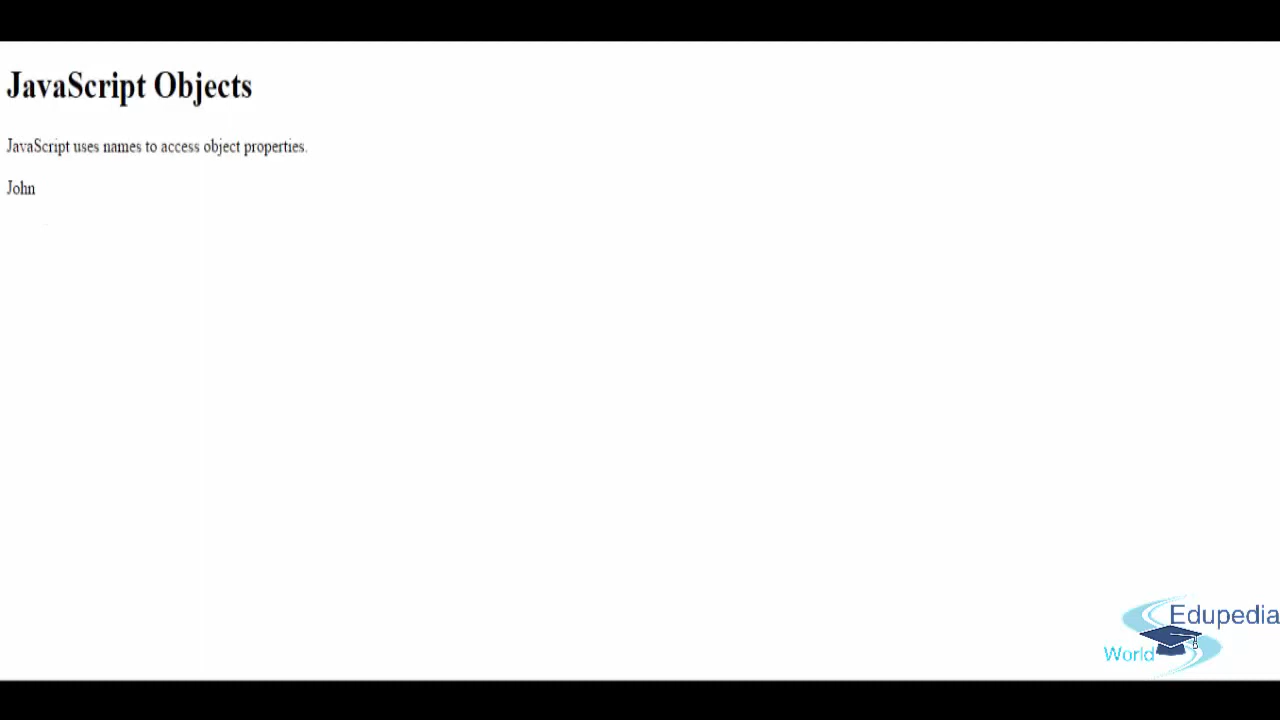 JavaScript Objects
JavaScript uses names to access object properties.
John
Edupedia
World